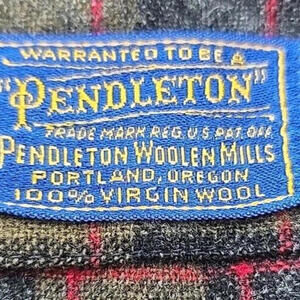 WARRANTED TO BE A
"PENDLETON"
TRADE MARK REG. U.S. PAT. OFF.
PENDLETON WOOLEN MILLS
PORTLAND, OREGON
100% VIRGIN WOOL